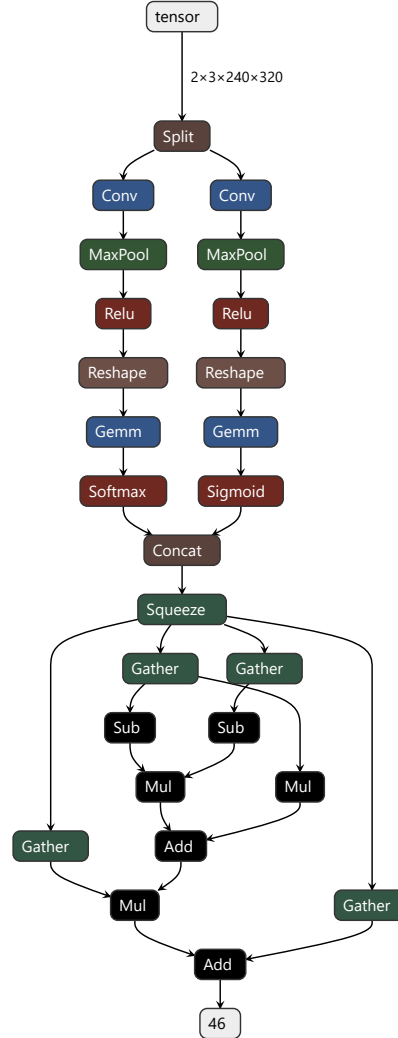 tensor
2×3×240×320
Split
Conv
Conv
MaxPool
MaxPool
Relu
Relu
Reshape
Reshape
Gemm
Gemm
Softmax
Sigmoid
Concat
Squeeze
Gather
Gather
Sub
Sub
Mul
Mul
Gather
Add
Mul
Gather
Add
46